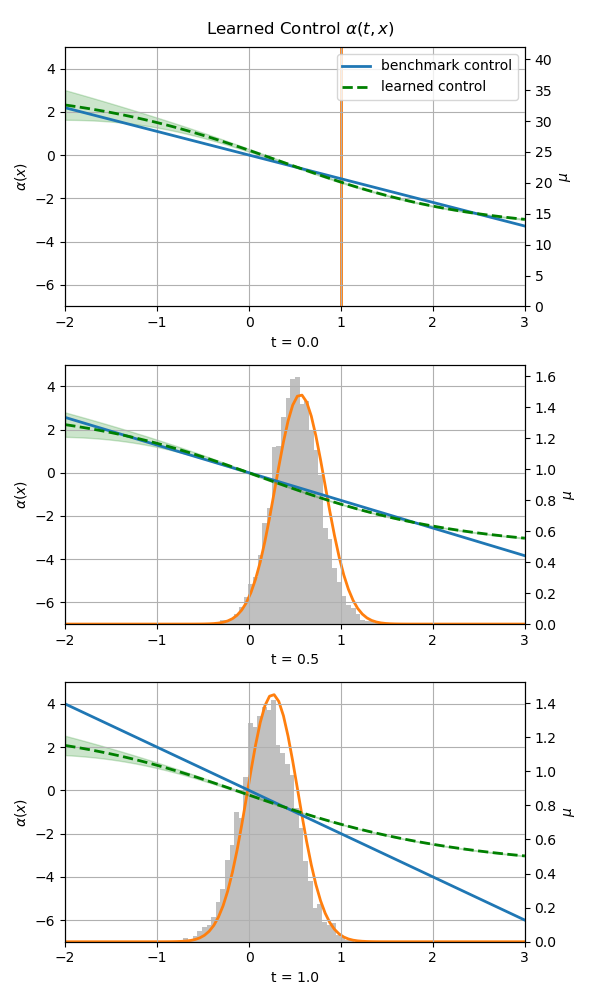 Learned Control α(t, x)
benchmark control
learned control
4
2
0
−2
−4
−6
α(x)
40
35
30
25
20
15
10
5
0
μ
−2 −1 0 1 2 3
t = 0.0
4
2
0
−2
−4
−6
α(x)
1.6
1.4
1.2
1.0
0.8
0.6
0.4
0.2
0.0
μ
−2 −1 0 1 2 3
t = 0.5
4
2
0
−2
−4
−6
α(x)
1.4
1.2
1.0
0.8
0.6
0.4
0.2
0.0
μ
−2 −1 0 1 2 3
t = 1.0